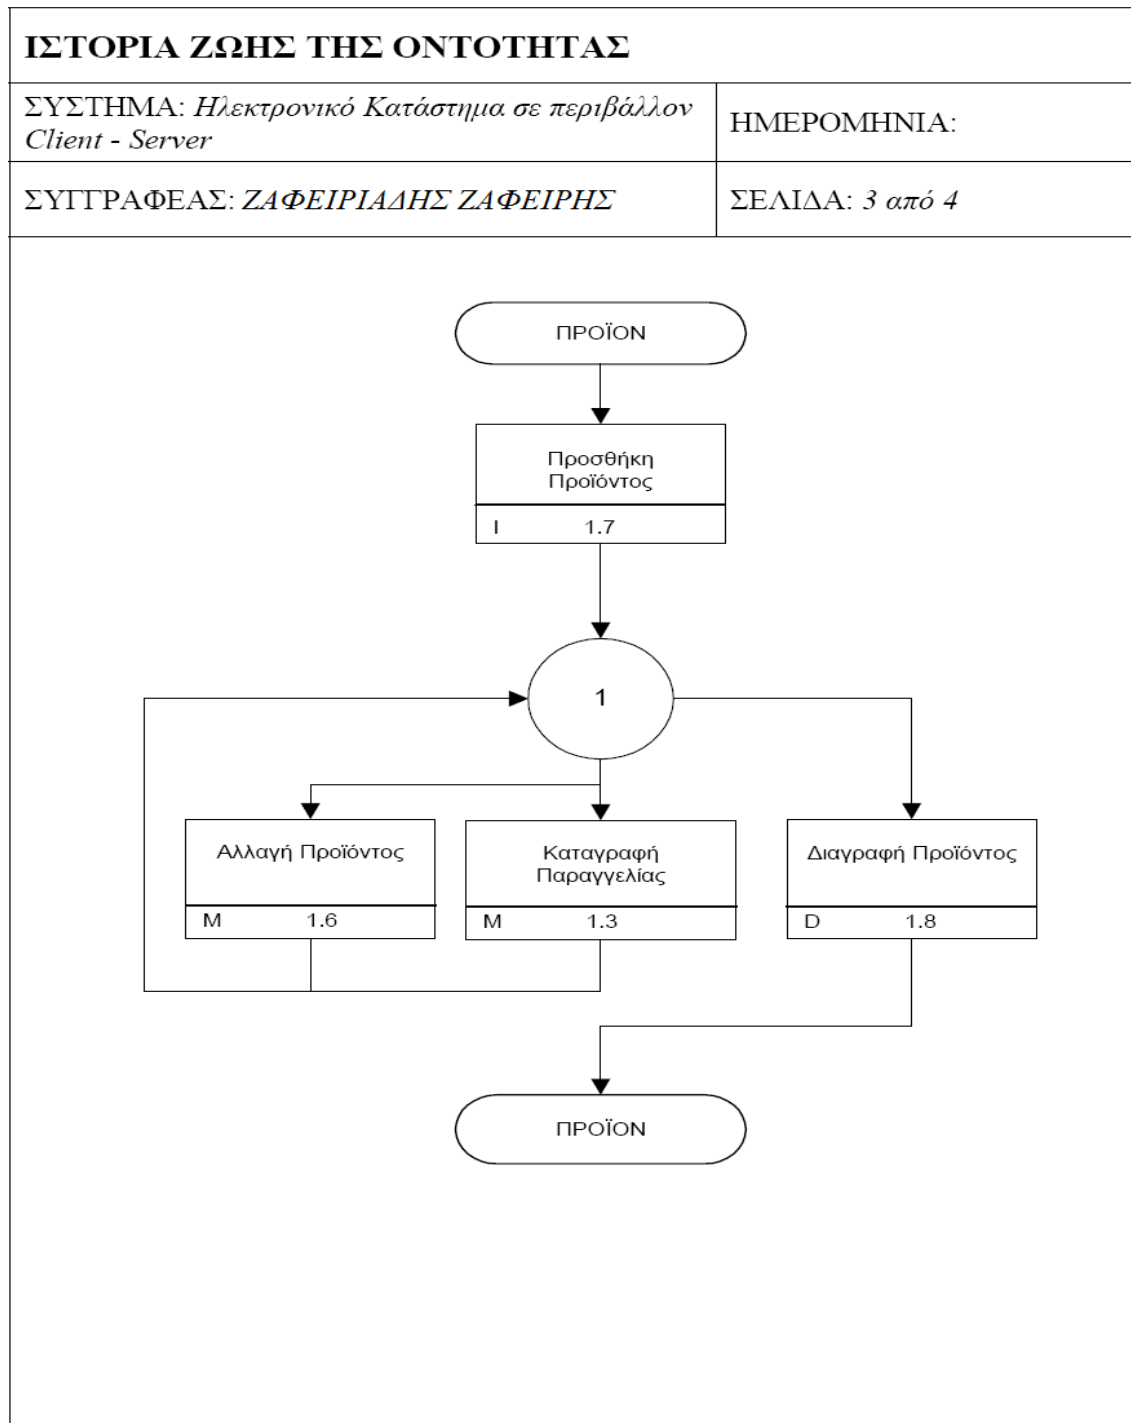 ΙΣΤΟΡΙΑ ΖΩΗΣ ΤΗΣ ΟΝΤΟΤΗΤΑΣ
ΣΥΣΤΗΜΑ: Ηλεκτρονικό Κατάστημα σε περιβάλλον
Client - Server
ΗΜΕΡΟΜΗΝΙΑ:
ΣΥΓΓΡΑΦΕΑΣ: ΖΑΦΕΙΡΙΑΔΗΣ ΖΑΦΕΙΡΗΣ
ΣΕΛΙΔΑ: 3 από 4
ΠΡΟΪΟΝ
Προσθήκη
Προϊόντος
I 1.7
1
Αλλαγή Προϊόντος
M 1.6
Καταγραφή
Παραγγελίας
M 1.3
Διαγραφή Προϊόντος
D 1.8
ΠΡΟΪΟΝ